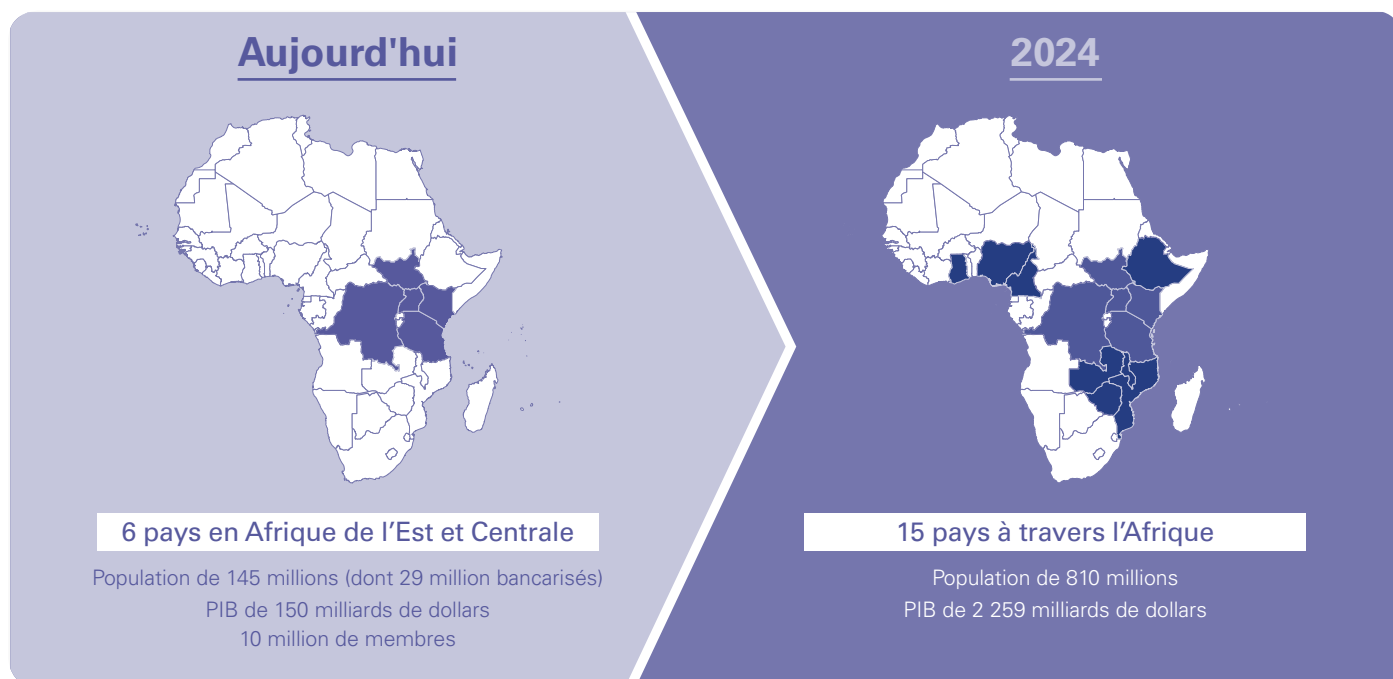 Aujourd'hui
6 pays en Afrique de l’Est et Centrale
Population de 145 millions (dont 29 million bancarisés)
PIB de 150 milliards de dollars
10 million de membres
2024
15 pays à travers l’Afrique
Population de 810 millions
PIB de 2 259 milliards de dollars